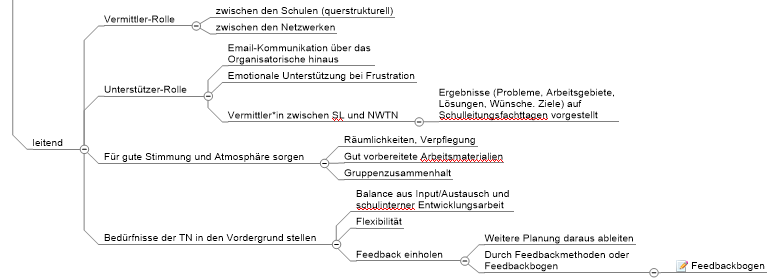 zwischen den Schulen (querstrukturell)
Vermittler-Rolle
zwischen den Netzwerken
Email-Kommunikation über das
Organisatorische hinaus
Emotionale Unterstützung bei Frustration
Unterstützer-Rolle
Ergebnisse (Probleme, Arbeitsgebiete,
Lösungen, Wünsche. Ziele) auf
Schulleitungsfachttagen vorgestellt
Vermittler*in zwischen SL und NWTN
leitend
Räumlichkeiten, Verpflegung
Für gute Stimmung und Atmosphäre sorgen
Gut vorbereitete Arbeitsmaterialien
Gruppenzusammenhalt
Balance aus Input/Austausch und
schulinterner Entwicklungsarbeit
Flexibilität
Bedürfnisse der TN in den Vordergrund stellen
Weitere Planung daraus ableiten
Feedback einholen
Durch Feedbackmethoden oder
Feedbackbogen
Feedbackbogen